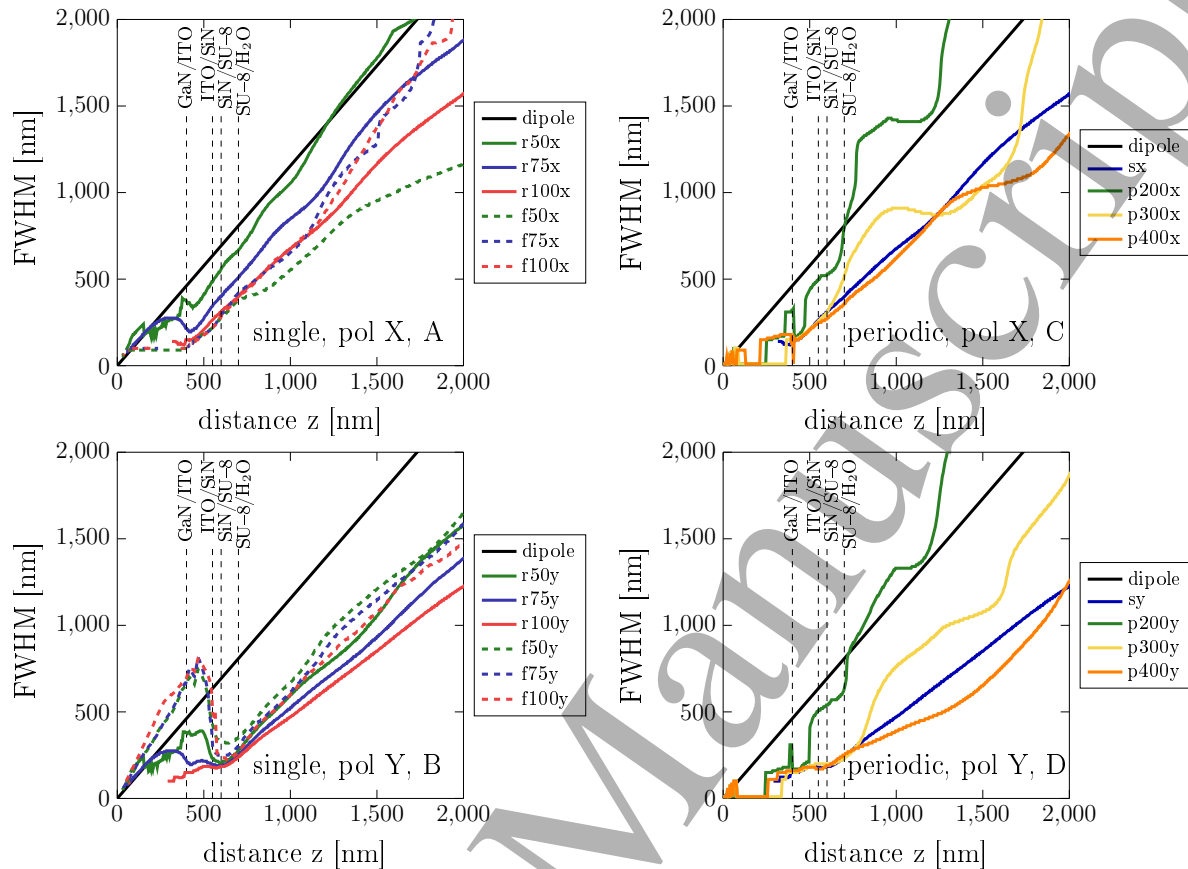 2,000
1,500
1,000
500
0
FWHM [nm]
GaN/ITO
ITO/SiN
SiN/SU-8
SU-8/H₂O
single, pol X, A
0 500 1,000 1,500 2,000
distance z [nm]
dipole
r50x
r75x
r100x
f50x
f75x
f100x
2,000
1,500
1,000
500
0
FWHM [nm]
GaN/ITO
ITO/SiN
SiN/SU-8
SU-8/H₂O
periodic, pol X, C
0 500 1,000 1,500 2,000
distance z [nm]
dipole
sx
p200x
p300x
p400x
2,000
1,500
1,000
500
0
FWHM [nm]
GaN/ITO
ITO/SiN
SiN/SU-8
SU-8/H₂O
single, pol Y, B
0 500 1,000 1,500 2,000
distance z [nm]
dipole
r50y
r75y
r100y
f50y
f75y
f100y
2,000
1,500
1,000
500
0
FWHM [nm]
GaN/ITO
ITO/SiN
SiN/SU-8
SU-8/H₂O
periodic, pol Y, D
0 500 1,000 1,500 2,000
distance z [nm]
dipole
sy
p200y
p300y
p400y
Manuscrip